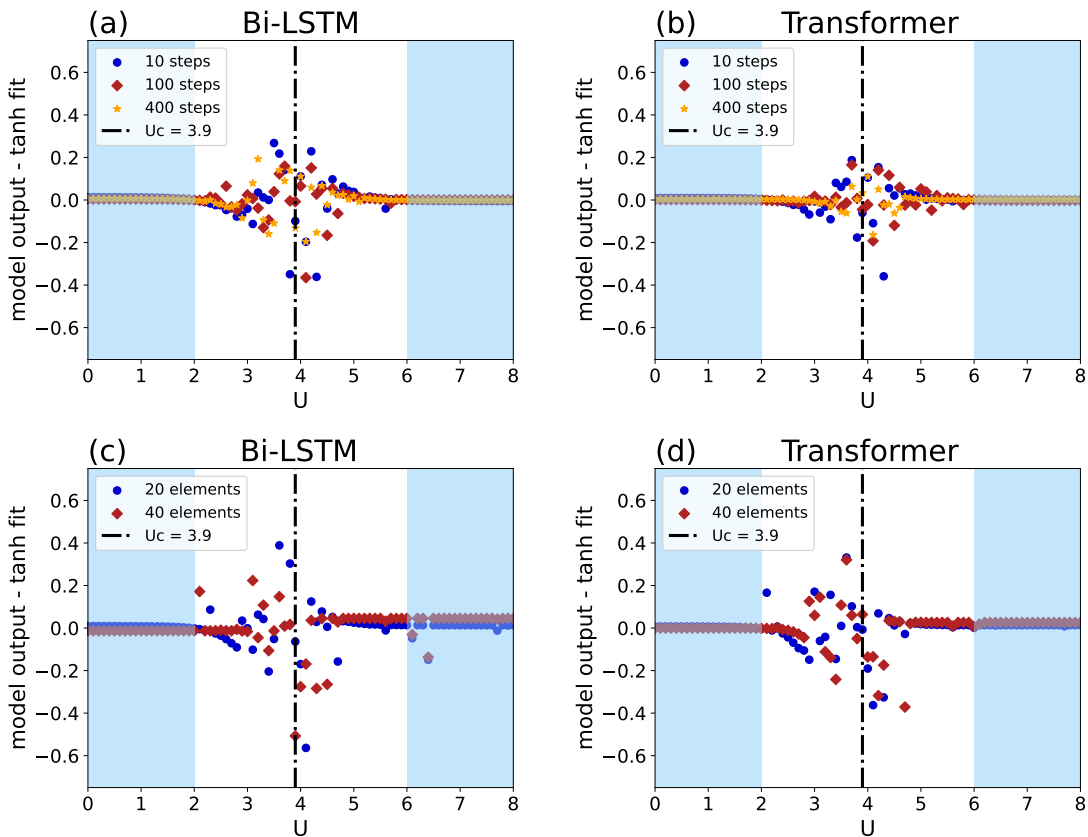 (a) Bi-LSTM
10 steps
100 steps
400 steps
Uc = 3.9
model output - tanh fit
0.6
0.4
0.2
0.0
−0.2
−0.4
−0.6
0 1 2 3 4 5 6 7 8
U
(b) Transformer
10 steps
100 steps
400 steps
Uc = 3.9
model output - tanh fit
0.6
0.4
0.2
0.0
−0.2
−0.4
−0.6
0 1 2 3 4 5 6 7 8
U
(c) Bi-LSTM
20 elements
40 elements
Uc = 3.9
model output - tanh fit
0.6
0.4
0.2
0.0
−0.2
−0.4
−0.6
0 1 2 3 4 5 6 7 8
U
(d) Transformer
20 elements
40 elements
Uc = 3.9
model output - tanh fit
0.6
0.4
0.2
0.0
−0.2
−0.4
−0.6
0 1 2 3 4 5 6 7 8
U